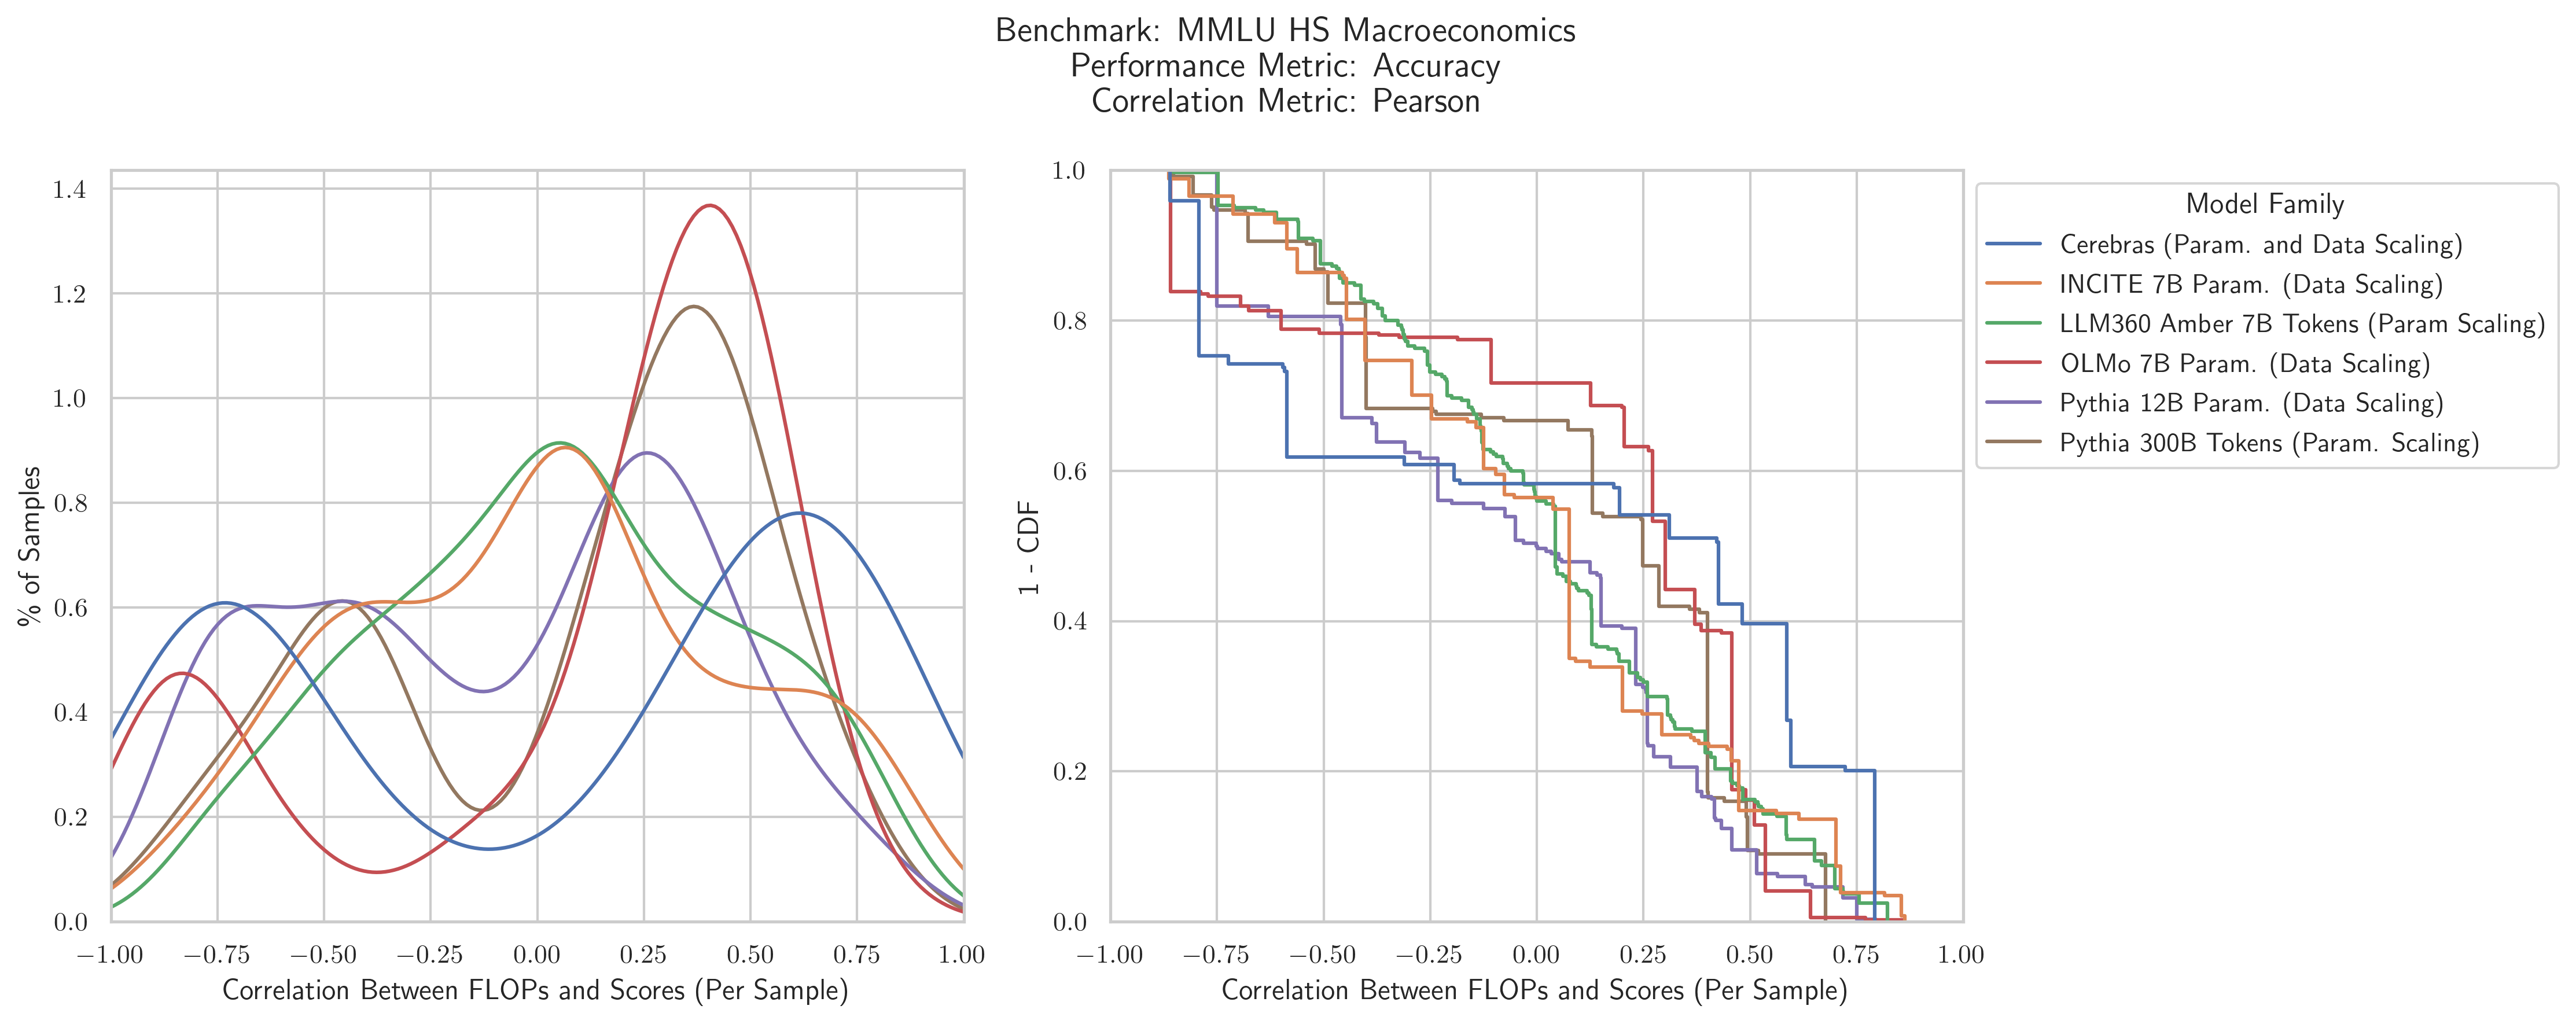 Benchmark: MMLU HS Macroeconomics
Performance Metric: Accuracy
Correlation Metric: Pearson
% of Samples
1.4
1.2
1.0
0.8
0.6
0.4
0.2
0.0
−1.00 −0.75 −0.50 −0.25 0.00 0.25 0.50 0.75 1.00
Correlation Between FLOPs and Scores (Per Sample)
1 - CDF
1.0
0.8
0.6
0.4
0.2
0.0
−1.00 −0.75 −0.50 −0.25 0.00 0.25 0.50 0.75 1.00
Correlation Between FLOPs and Scores (Per Sample)
Model Family
Cerebras (Param. and Data Scaling)
INCITE 7B Param. (Data Scaling)
LLM360 Amber 7B Tokens (Param Scaling)
OLMo 7B Param. (Data Scaling)
Pythia 12B Param. (Data Scaling)
Pythia 300B Tokens (Param. Scaling)